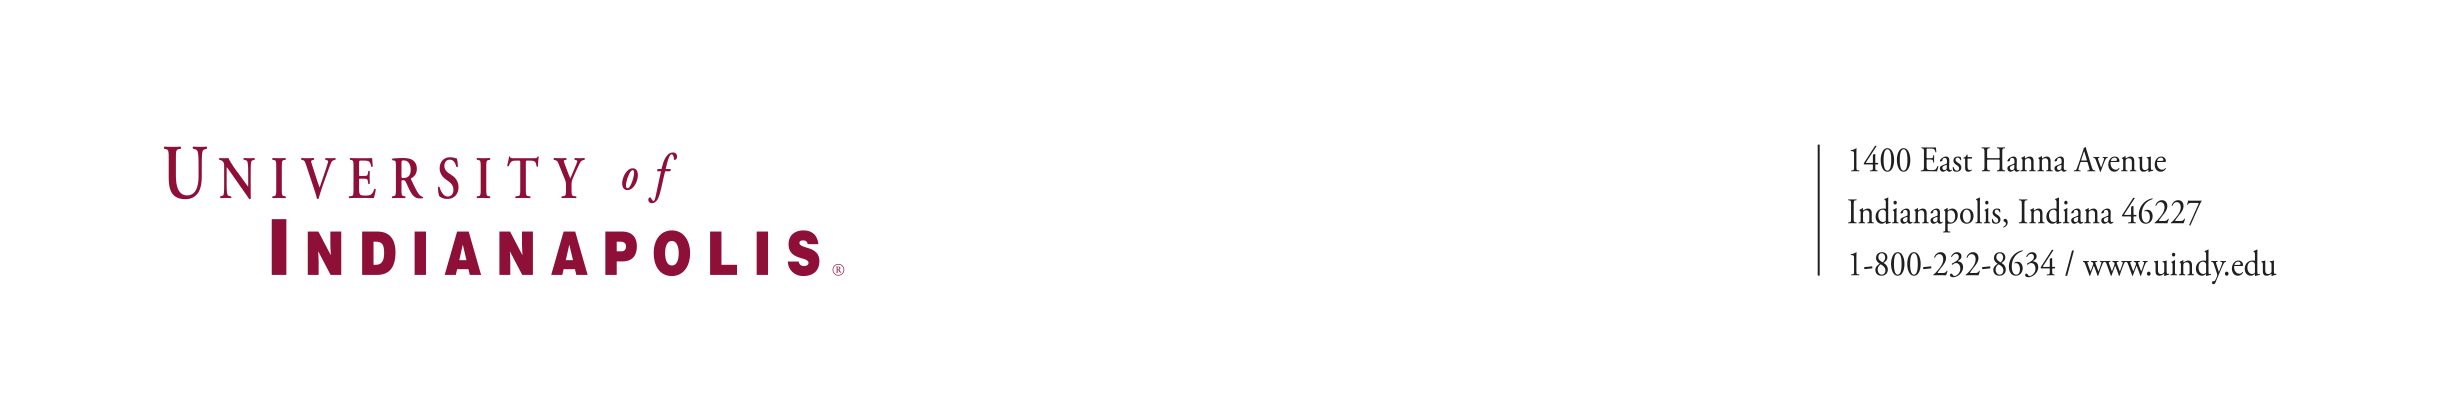 UNIVERSITY of
INDIANAPOLIS®
1400 East Hanna Avenue
Indianapolis, Indiana 46227
1-800-232-8634 / www.uindy.edu